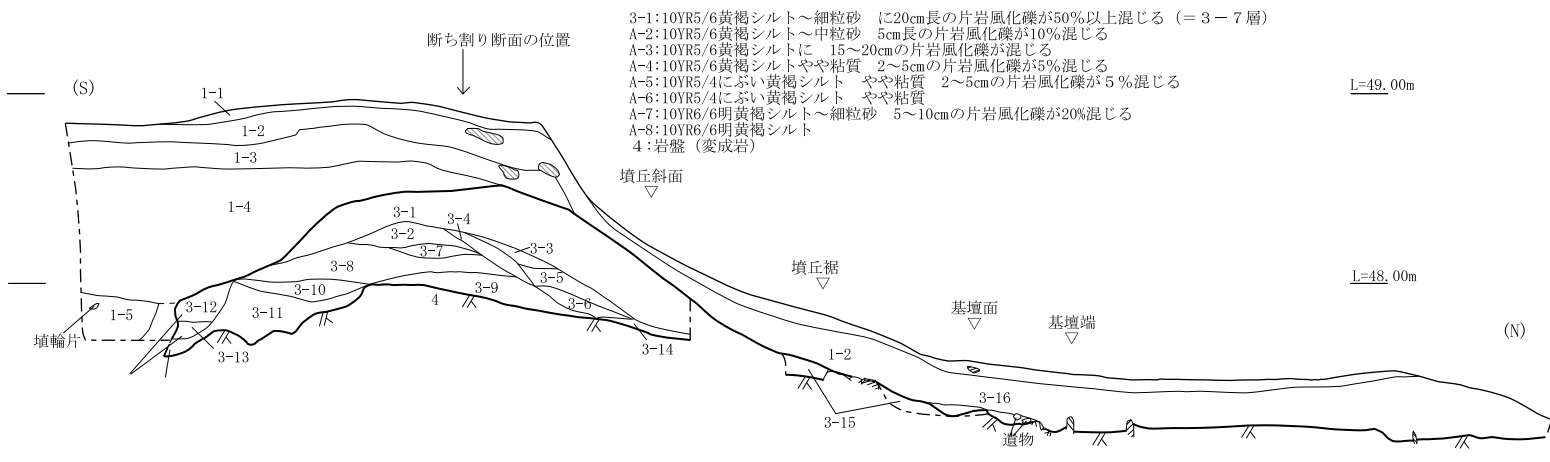 3-1:10YR5/6黄褐シルト～細粒砂　に20㎝長の片岩風化礫が50％以上混じる（＝３－７層）
A-2:10YR5/6黄褐シルト～中粒砂　5㎝長の片岩風化礫が10％混じる
A-3:10YR5/6黄褐シルトに　15～20㎝の片岩風化礫が混じる
A-4:10YR5/6黄褐シルトやや粘質　2～5㎝の片岩風化礫が5％混じる
A-5:10YR5/4にぶい黄褐シルト　やや粘質　2～5㎝の片岩風化礫が５％混じる
A-6:10YR5/4にぶい黄褐シルト　やや粘質
A-7:10YR6/6明黄褐シルト～細粒砂　5～10㎝の片岩風化礫が20%混じる
A-8:10YR6/6明黄褐シルト
４:岩盤（変成岩）
断ち割り断面の位置
(S)
L=49.00m
1-1
1-2
1-3
墳丘斜面
1-4
3-1
3-4
3-2
3-3
3-7
3-8
3-5
墳丘裾
L=48.00m
3-10
3-9
4
3-6
3-12
3-11
1-5
基壇面
基壇端
(N)
埴輪片
3-13
3-14
1-2
3-16
3-15
遺物